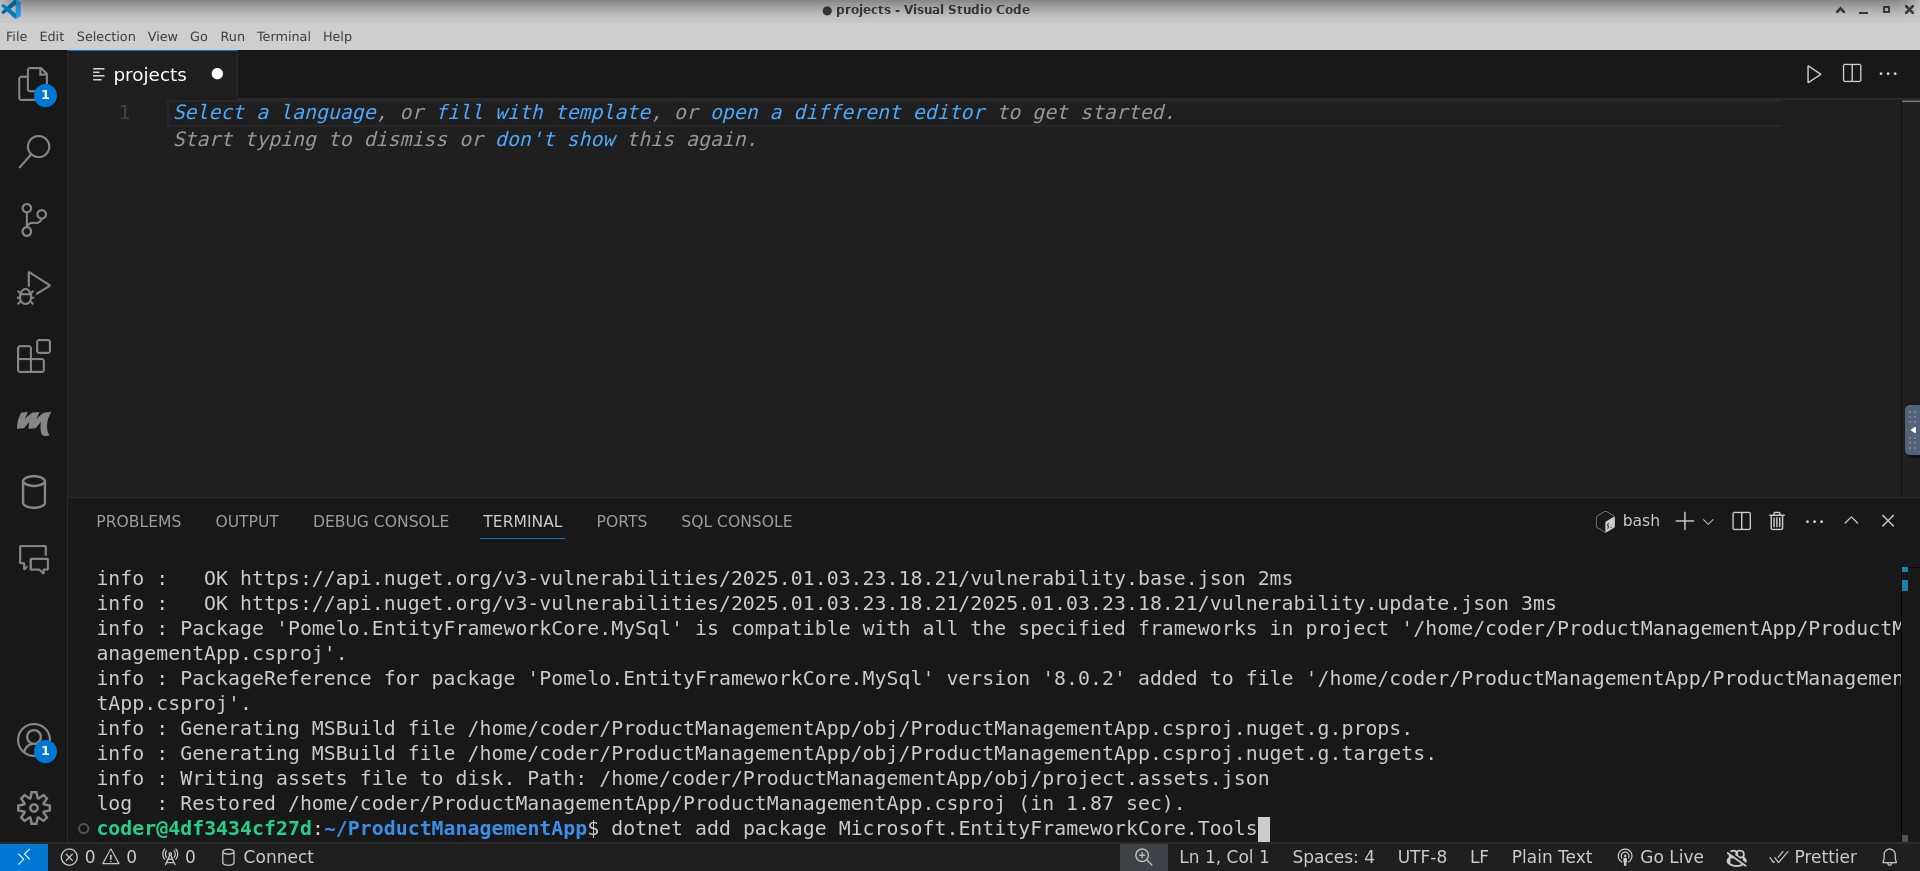 ● projects - Visual Studio Code
File Edit Selection View Go Run Terminal Help
projects
1
1 Select a language, or fill with template, or open a different editor to get started.
Start typing to dismiss or don't show this again.
PROBLEMS OUTPUT DEBUG CONSOLE TERMINAL PORTS SQL CONSOLE bash
info :   OK https://api.nuget.org/v3-vulnerabilities/2025.01.03.23.18.21/vulnerability.base.json 2ms
info :   OK https://api.nuget.org/v3-vulnerabilities/2025.01.03.23.18.21/2025.01.03.23.18.21/vulnerability.update.json 3ms
info : Package 'Pomelo.EntityFrameworkCore.MySql' is compatible with all the specified frameworks in project '/home/coder/ProductManagementApp/ProductM
anagementApp.csproj'.
info : PackageReference for package 'Pomelo.EntityFrameworkCore.MySql' version '8.0.2' added to file '/home/coder/ProductManagementApp/ProductManagemen
tApp.csproj'.
info : Generating MSBuild file /home/coder/ProductManagementApp/obj/ProductManagementApp.csproj.nuget.g.props.
info : Generating MSBuild file /home/coder/ProductManagementApp/obj/ProductManagementApp.csproj.nuget.g.targets.
1
info : Writing assets file to disk. Path: /home/coder/ProductManagementApp/obj/project.assets.json
log  : Restored /home/coder/ProductManagementApp/ProductManagementApp.csproj (in 1.87 sec).
coder@4df3434cf27d:~/ProductManagementApp$ dotnet add package Microsoft.EntityFrameworkCore.Tools
0 0 0 Connect Ln 1, Col 1 Spaces: 4 UTF-8 LF Plain Text Go Live Prettier